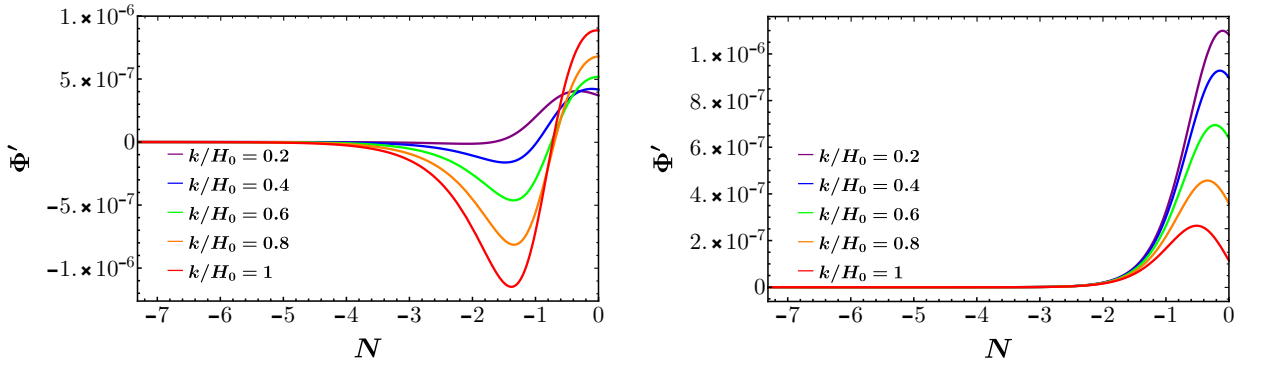 1.×10⁻⁶
5.×10⁻⁷
0
−5.×10⁻⁷
−1.×10⁻⁶
Φ′
k/H₀ = 0.2
k/H₀ = 0.4
k/H₀ = 0.6
k/H₀ = 0.8
k/H₀ = 1
−7 −6 −5 −4 −3 −2 −1 0
N
1.×10⁻⁶
8.×10⁻⁷
6.×10⁻⁷
4.×10⁻⁷
2.×10⁻⁷
0
Φ′
k/H₀ = 0.2
k/H₀ = 0.4
k/H₀ = 0.6
k/H₀ = 0.8
k/H₀ = 1
−7 −6 −5 −4 −3 −2 −1 0
N